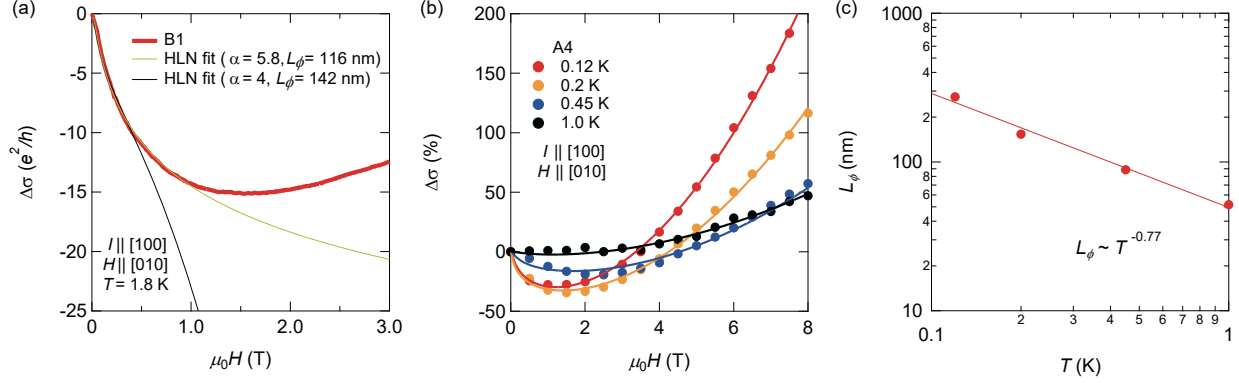 (a)
0
-5
-10
-15
-20
-25
Δσ (e²/h)
B1
HLN fit ( α = 5.8, Lϕ= 116 nm)
HLN fit ( α = 4, Lϕ= 142 nm)
I || [100]
H || [010]
T = 1.8 K
0
1.0
2.0
3.0
μ₀H (T)
(b)
200
150
100
50
0
-50
Δσ (%)
A4
0.12 K
0.2 K
0.45 K
1.0 K
I || [100]
H || [010]
0
2
4
6
8
μ₀H (T)
(c)
1000
8
6
4
2
100
8
6
4
2
10
Lϕ (nm)
Lϕ ~ T⁻⁰·⁷⁷
0.1
2
3
4
5
6
7
8
9
1
T (K)